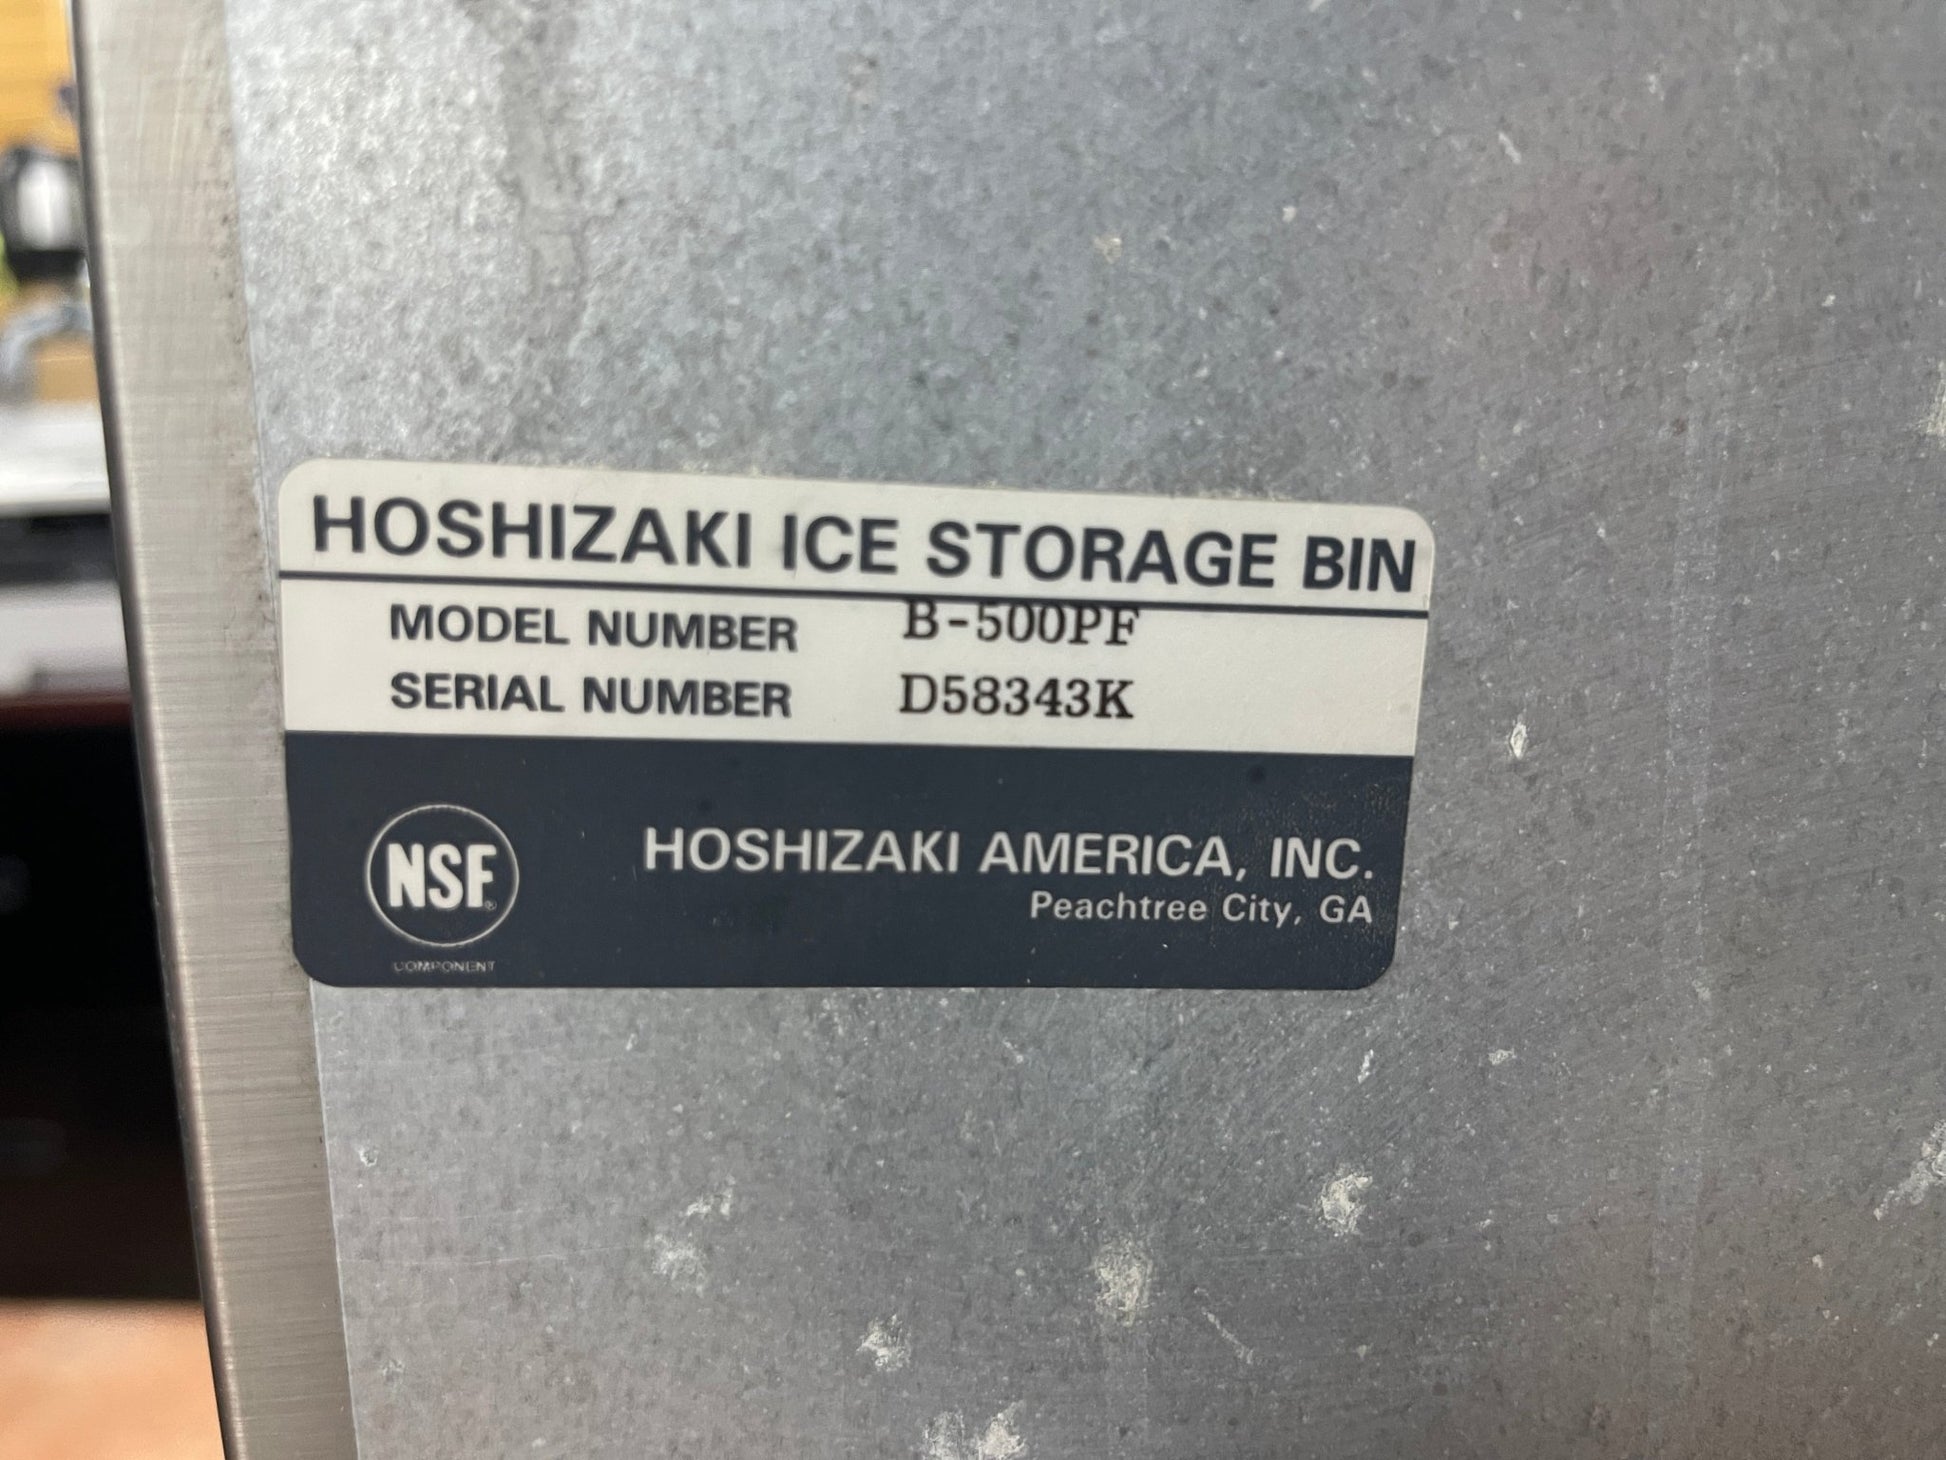 HOSHIZAKI ICE STORAGE BIN
MODEL NUMBER B-500PF
SERIAL NUMBER D58343K
NSF®
COMPONENT
HOSHIZAKI AMERICA, INC.
Peachtree City, GA